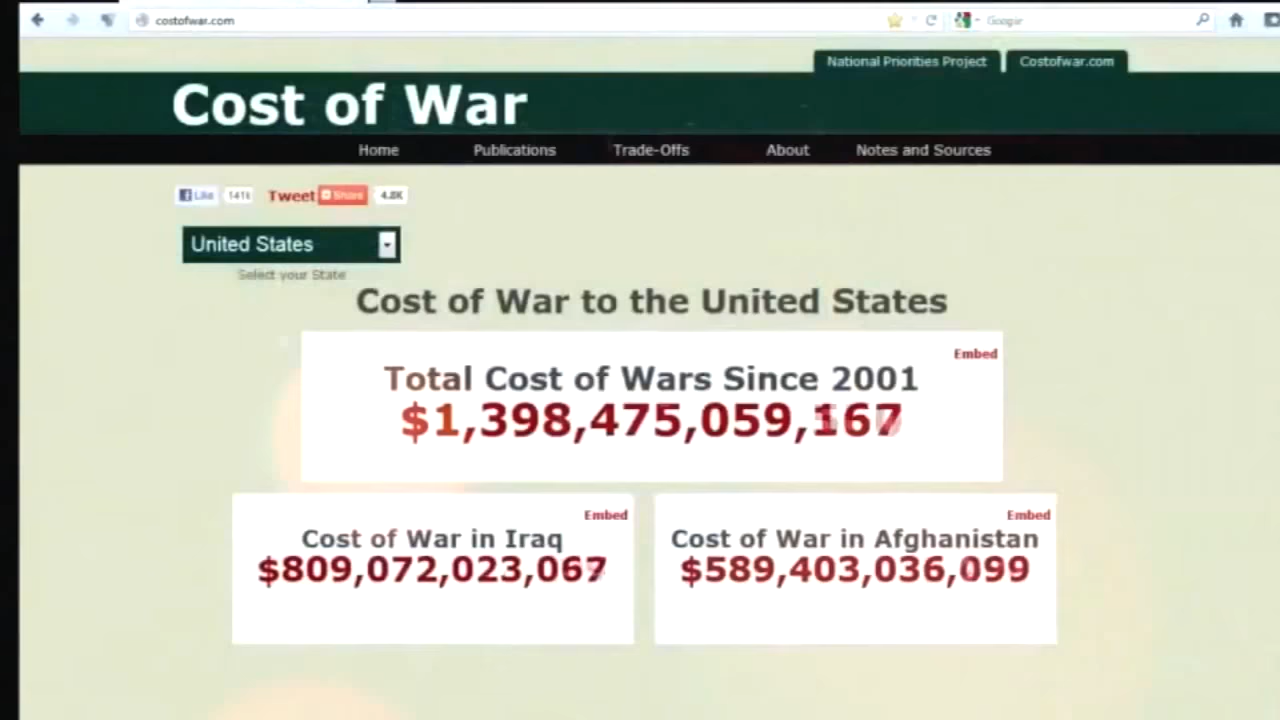 costofwar.com
Google
National Priorities Project
Costofwar.com
Cost of War
Home
Publications
Trade-Offs
About
Notes and Sources
Like
141k
Tweet
Share
4.8K
United States
Select your State
Cost of War to the United States
Embed
Total Cost of Wars Since 2001
$1,398,475,059,167
Embed
Cost of War in Iraq
$809,072,023,067
Embed
Cost of War in Afghanistan
$589,403,036,099